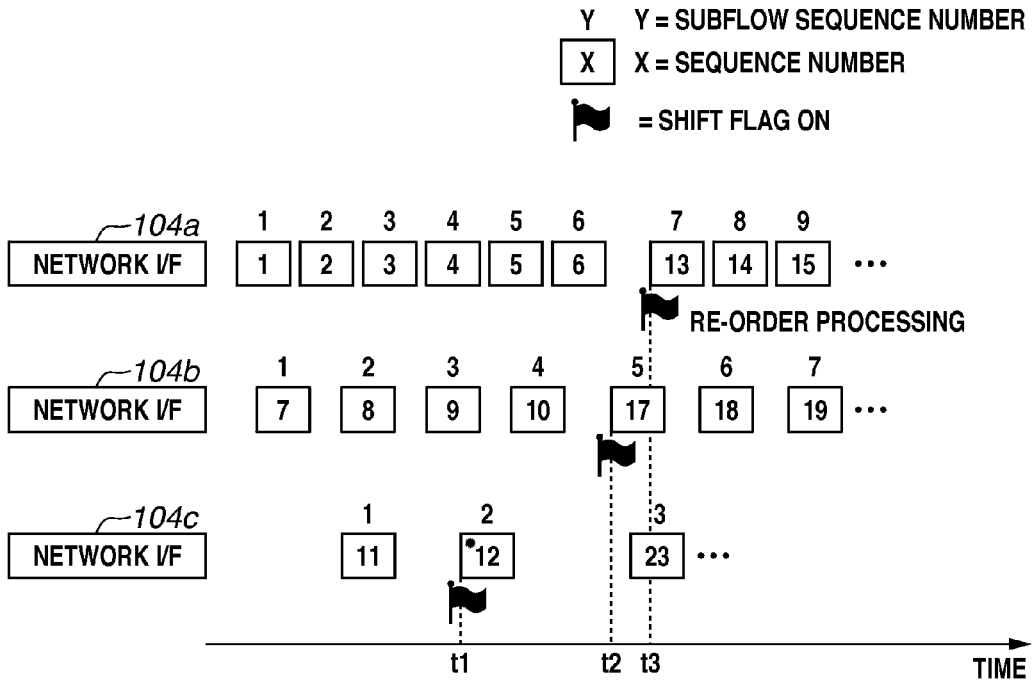 Y Y = SUBFLOW SEQUENCE NUMBER
X X = SEQUENCE NUMBER
= SHIFT FLAG ON
1 2 3 4 5 6 7 8 9
104a
NETWORK I/F 1 2 3 4 5 6 13 14 15 •••
RE-ORDER PROCESSING
1 2 3 4 5 6 7
104b
NETWORK I/F 7 8 9 10 17 18 19 •••
1 2 3
104c
NETWORK I/F 11 *12 23 •••
t1 t2 t3
TIME